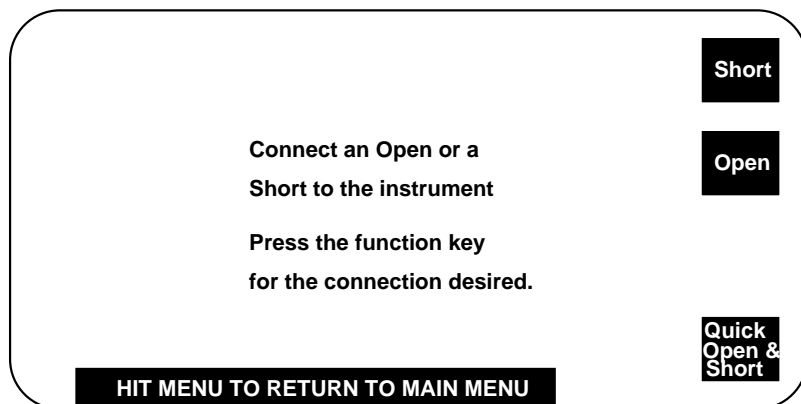 Short
Connect an Open or a
Open
Short to the instrument
Press the function key
for the connection desired.
Quick
Open &
Short
HIT MENU TO RETURN TO MAIN MENU